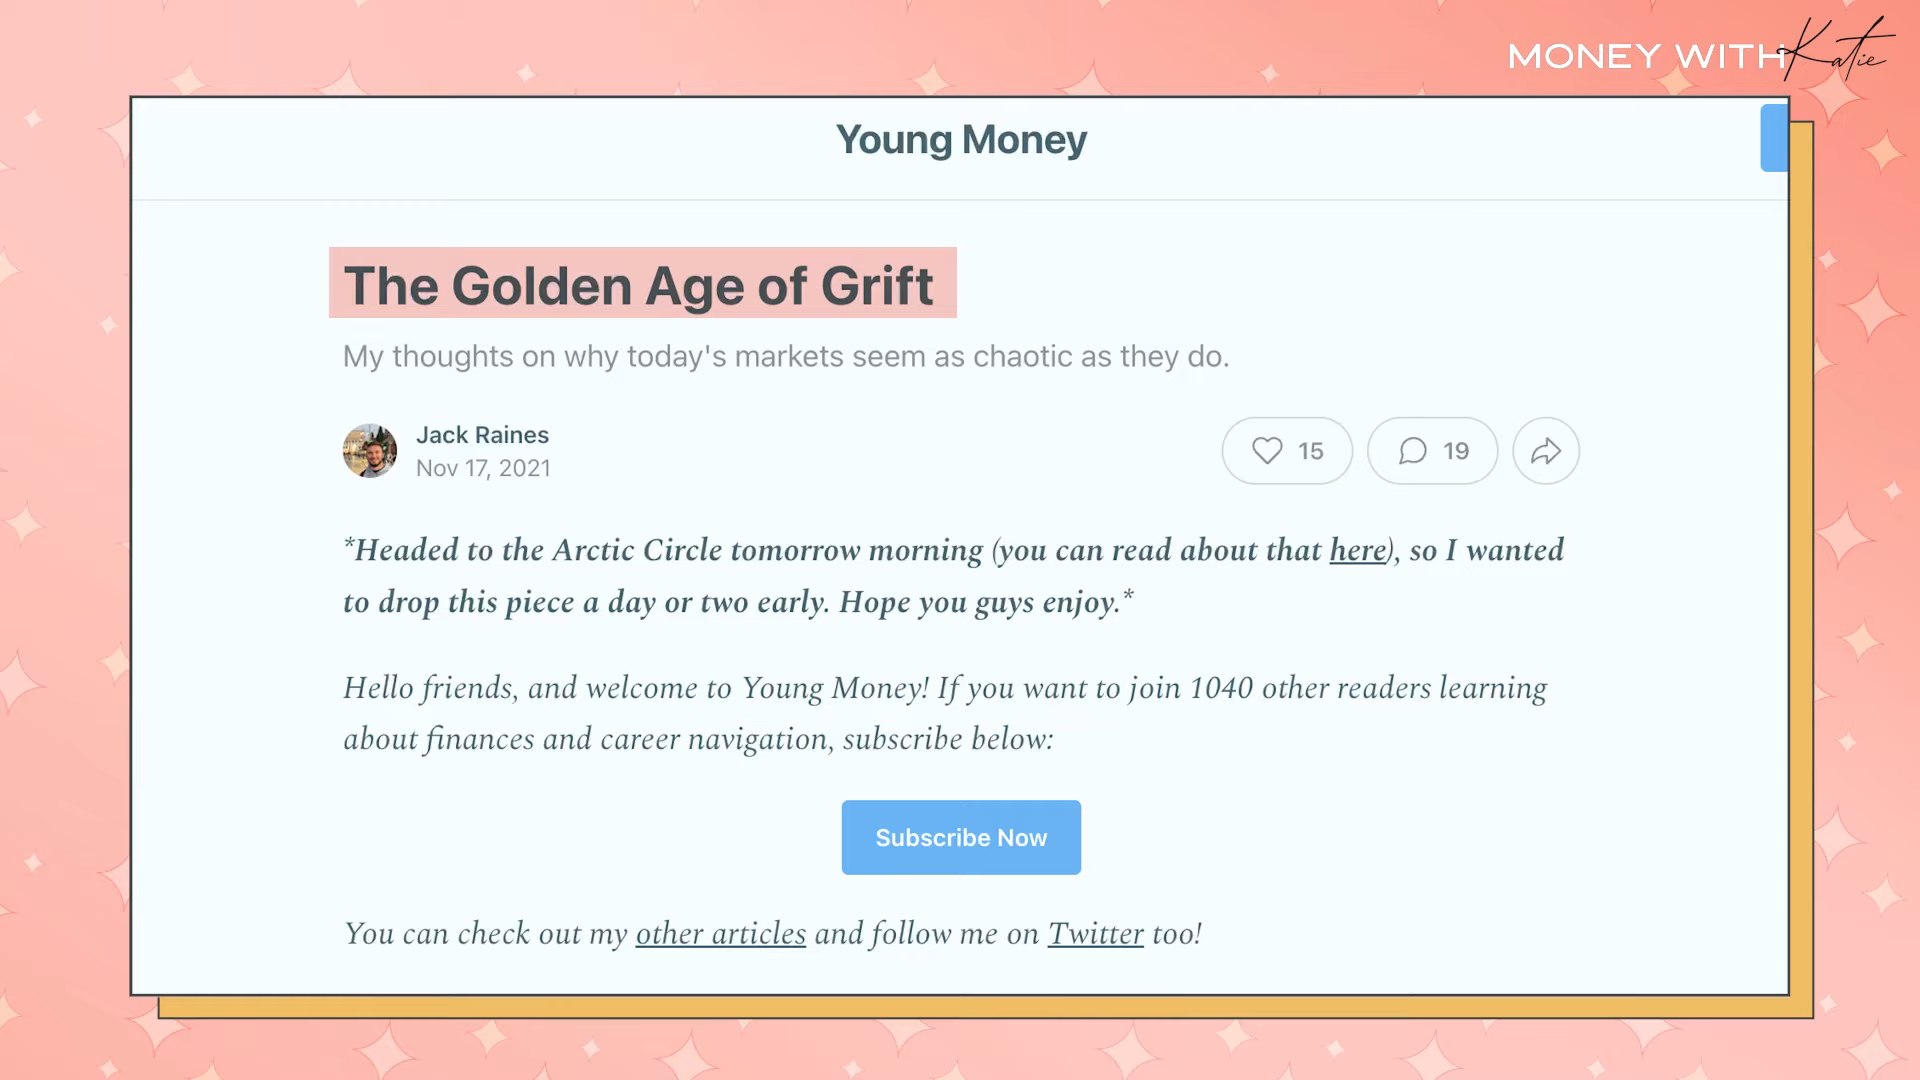 MONEY WITH Katie
Young Money
The Golden Age of Grift
My thoughts on why today's markets seem as chaotic as they do.
Jack Raines
Nov 17, 2021
15
19
*Headed to the Arctic Circle tomorrow morning (you can read about that here), so I wanted
to drop this piece a day or two early. Hope you guys enjoy.*
Hello friends, and welcome to Young Money! If you want to join 1040 other readers learning
about finances and career navigation, subscribe below:
Subscribe Now
You can check out my other articles and follow me on Twitter too!